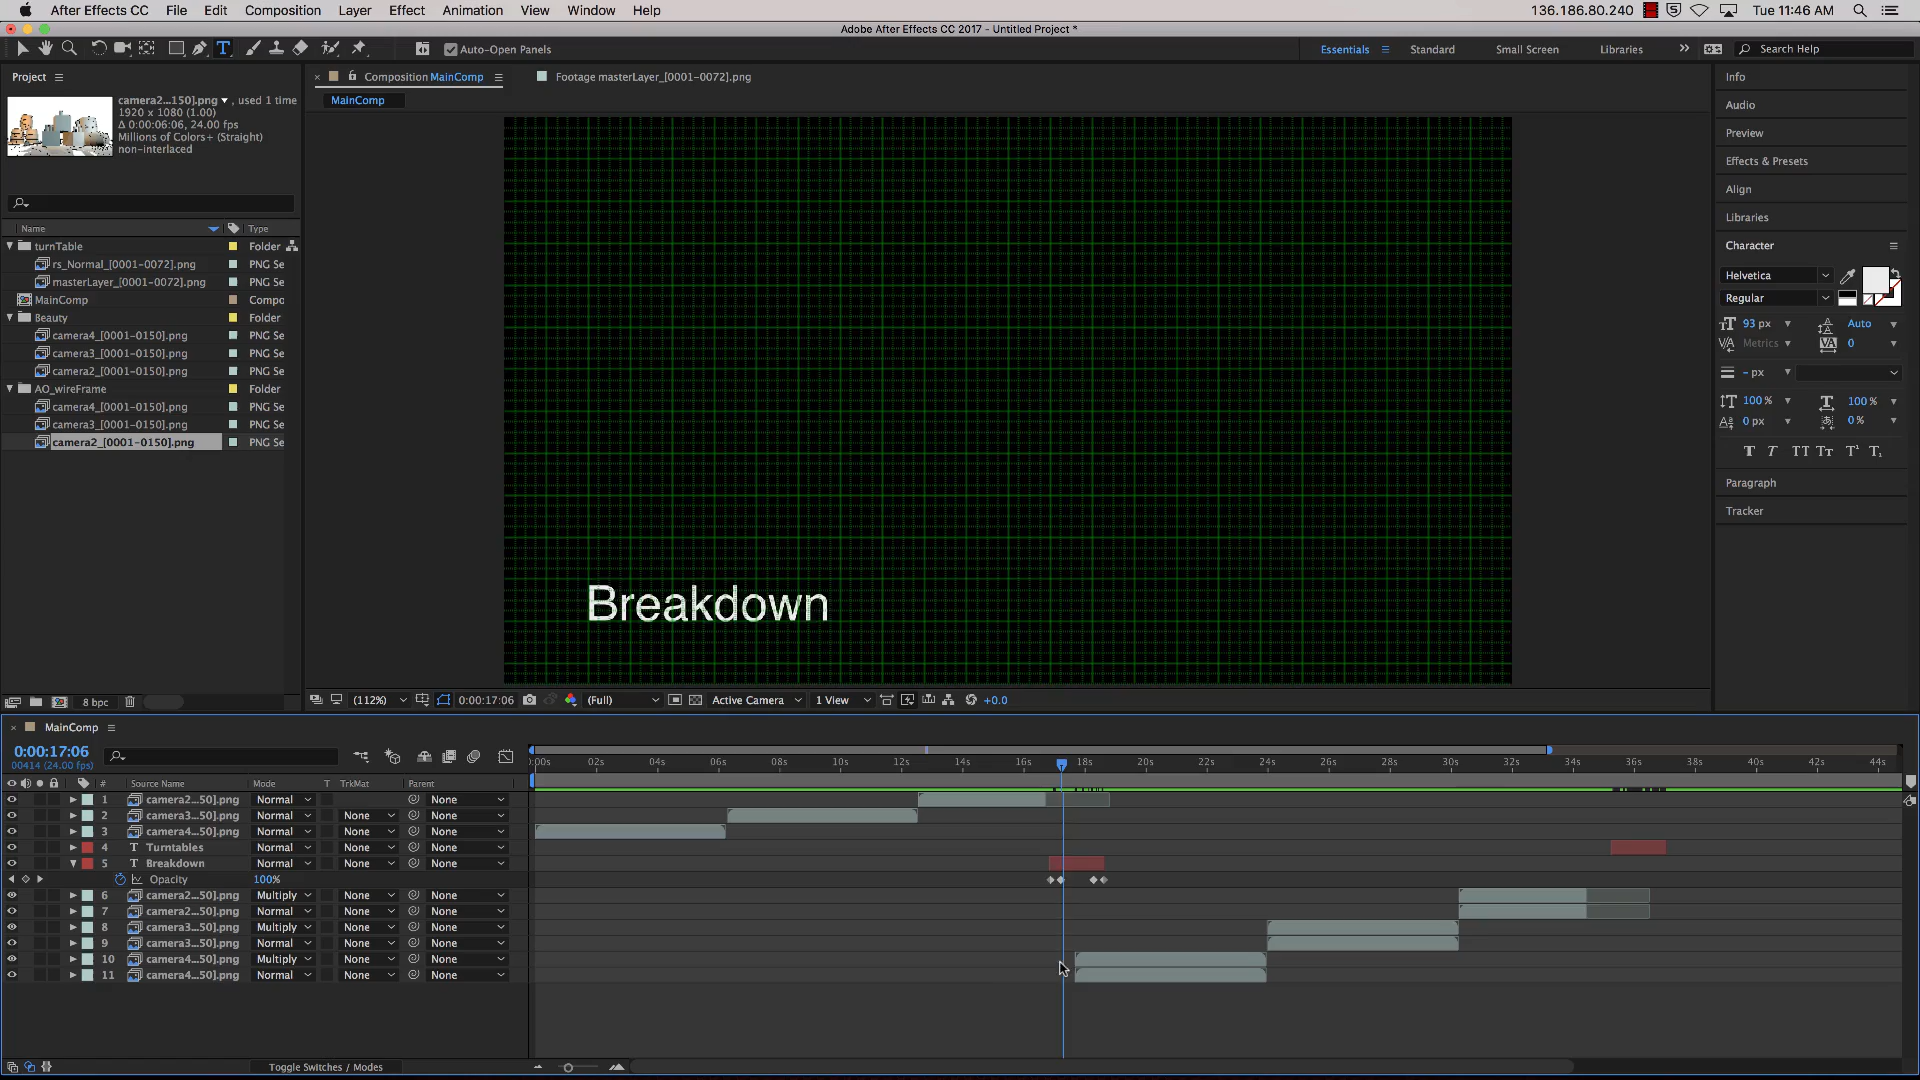 After Effects CC File Edit Composition Layer Effect Animation View Window Help 136.186.80.240 Tue 11:46 AM
Adobe After Effects CC 2017 - Untitled Project *
T Auto-Open Panels Essentials Standard Small Screen Libraries Search Help
Project
camera2...150].png , used 1 time
1920 x 1080 (1.00)
Δ 0:00:06:06, 24.00 fps
Millions of Colors+ (Straight)
non-interlaced
Name Type
turnTable Folder
rs_Normal_[0001-0072].png PNG Se
masterLayer_[0001-0072].png PNG Se
MainComp Compo
Beauty Folder
camera4_[0001-0150].png PNG Se
camera3_[0001-0150].png PNG Se
camera2_[0001-0150].png PNG Se
AO_wireFrame Folder
camera4_[0001-0150].png PNG Se
camera3_[0001-0150].png PNG Se
camera2_[0001-0150].png PNG Se
8 bpc
Composition MainComp Footage masterLayer_[0001-0072].png
MainComp
Breakdown
(112%) 0:00:17:06 (Full) Active Camera 1 View +0.0
Info
Audio
Preview
Effects & Presets
Align
Libraries
Character
Helvetica
Regular
93 px Auto
Metrics 0
- px
100 % 100 %
0 px 0 %
T T TT Tт T¹ T₁
Paragraph
Tracker
MainComp
0:00:17:06
00414 (24.00 fps)
:00s 02s 04s 06s 08s 10s 12s 14s 16s 18s 20s 22s 24s 26s 28s 30s 32s 34s 36s 38s 40s 42s 44s
# Source Name Mode T TrkMat Parent
1 camera2...50].png Normal None
2 camera3...50].png Normal None None
3 camera4...50].png Normal None None
4 T Turntables Normal None None
5 T Breakdown Normal None None
Opacity 100%
6 camera2...50].png Multiply None None
7 camera2...50].png Normal None None
8 camera3...50].png Multiply None None
9 camera3...50].png Normal None None
10 camera4...50].png Multiply None None
11 camera4...50].png Normal None None
Toggle Switches / Modes